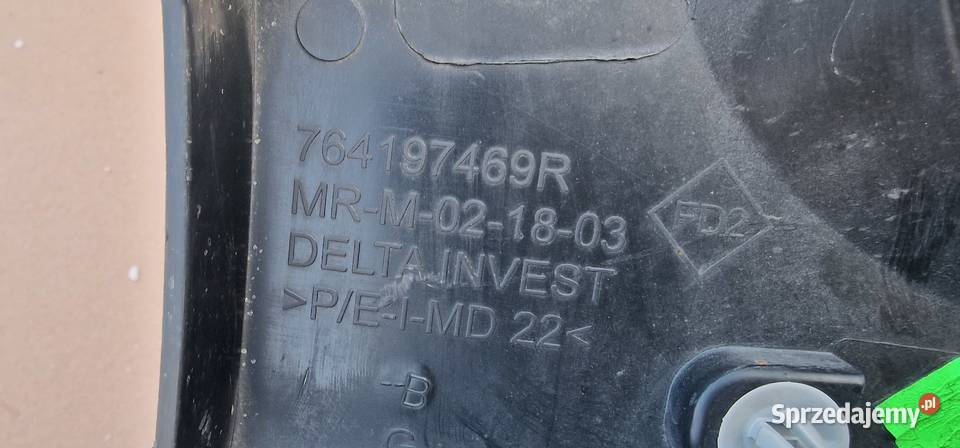 764197469R
MR-M-02-18-03
FD2
DELTA INVEST
>P/E-I-MD 22<
--B
Sprzedajemy.pl